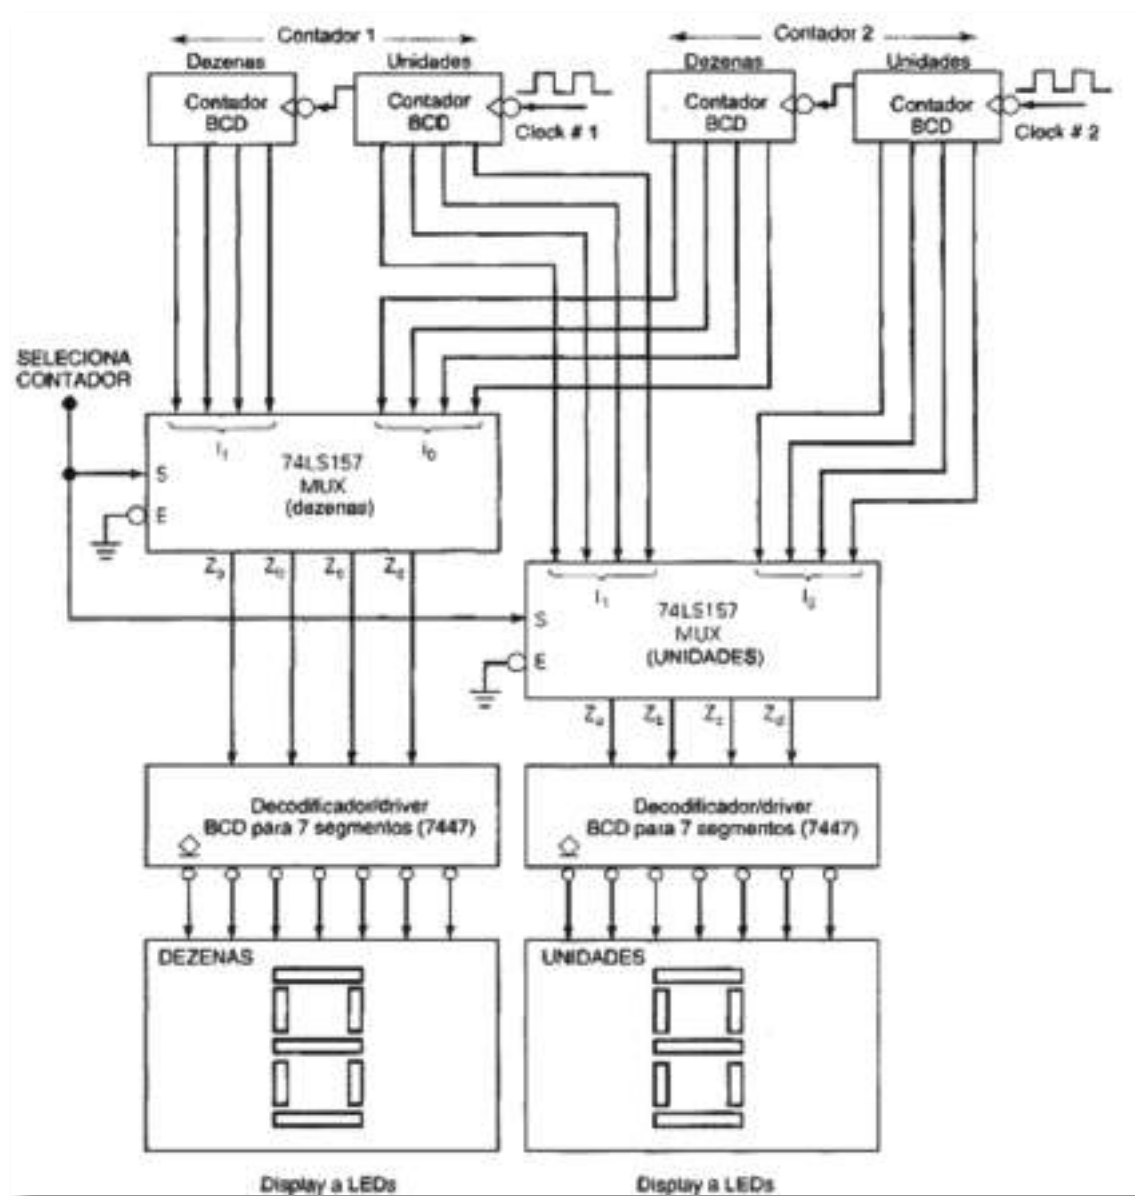 Contador 1
Contador 2
Dezenas
Unidades
Dezenas
Unidades
Contador
BCD
Contador
BCD
Clock # 1
Contador
BCD
Contador
BCD
Clock # 2
SELECIONA
CONTADOR
I1
I0
S
74LS157
MUX
(dezenas)
E
Za
Zb
Zc
Zd
I1
I0
S
74LS157
MUX
(UNIDADES)
E
Za
Zb
Zc
Zd
Decodificador/driver
BCD para 7 segmentos (7447)
Decodificador/driver
BCD para 7 segmentos (7447)
DEZENAS
UNIDADES
Display a LEDs
Display a LEDs